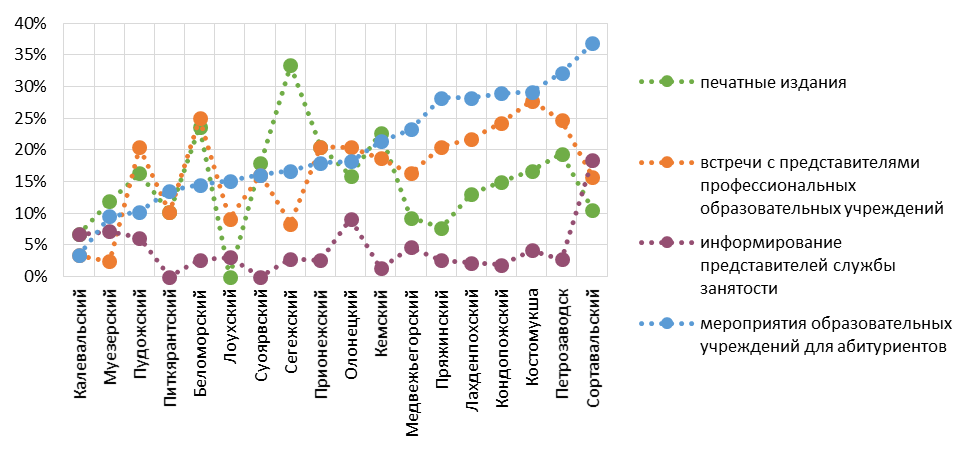 40%
35%
30%
25%
20%
15%
10%
5%
0%
Калевальский
Муезерский
Пудожский
Питкярантский
Беломорский
Лоухский
Суоярвский
Сегежский
Прионежский
Олонецкий
Кемский
Медвежьегорский
Пряжинский
Лахденпохский
Кондопожский
Костомукша
Петрозаводск
Сортавальский
печатные издания
встречи с представителями
профессиональных
образовательных учреждений
информирование
представителей службы
занятости
мероприятия образовательных
учреждений для абитуриентов